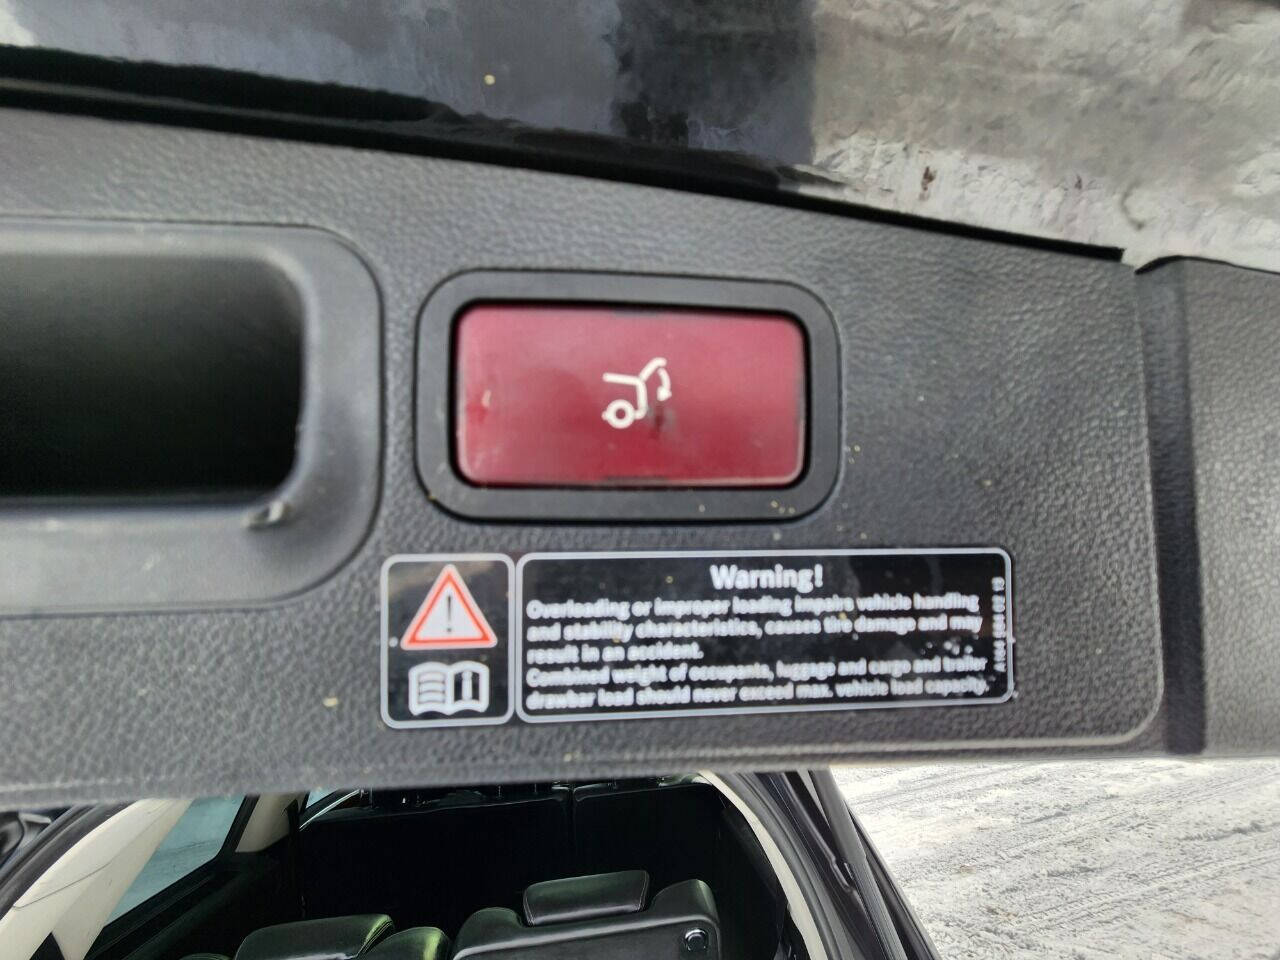 Warning!
Overloading or improper loading impairs vehicle handling
and stability characteristics, causes tire damage and may
result in an accident.
Combined weight of occupants, luggage and cargo and trailer
drawbar load should never exceed max. vehicle load capacity.